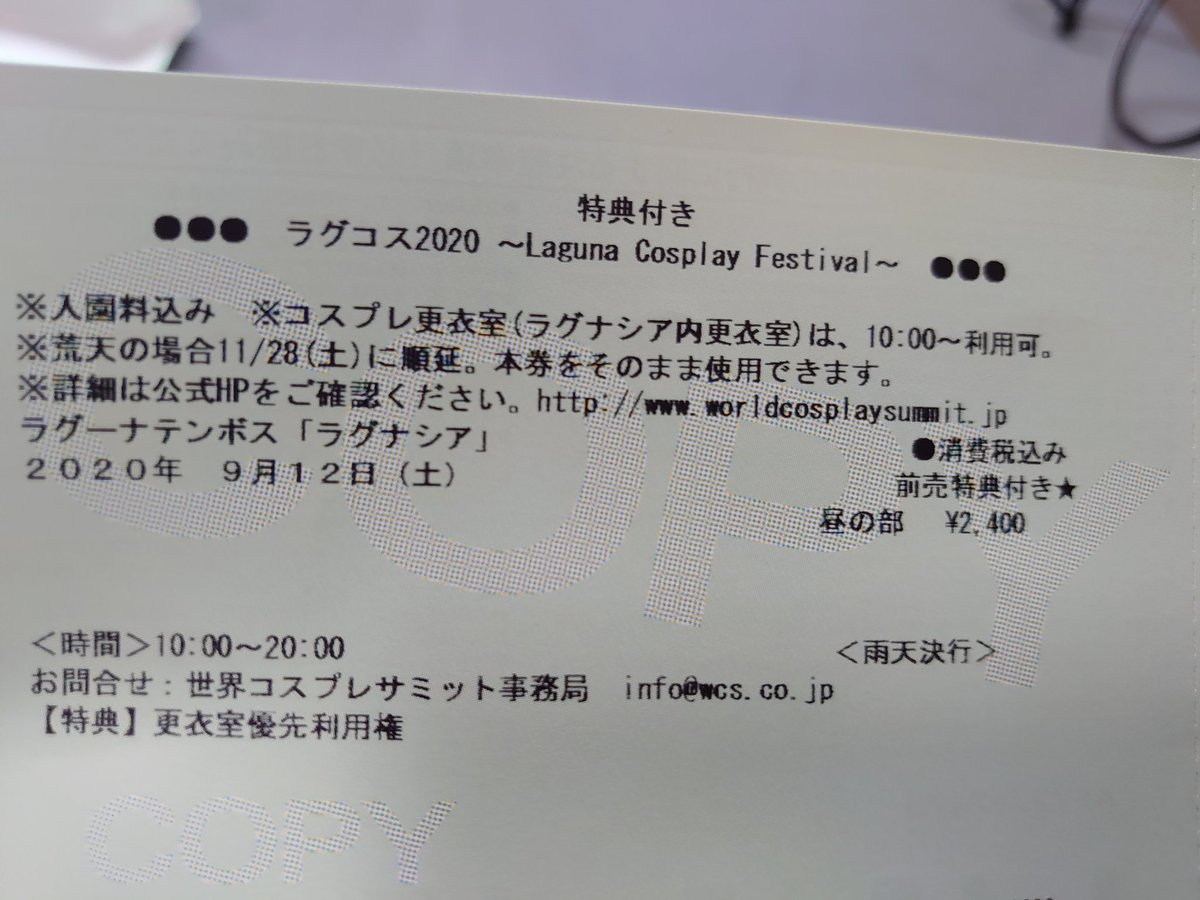 特典付き
●●● ラグコス2020 ～Laguna Cosplay Festival～ ●●●
※入園料込み ※コスプレ更衣室(ラグナシア内更衣室)は、10:00～利用可。
※荒天の場合11/28(土)に順延。本券をそのまま使用できます。
※詳細は公式HPをご確認ください。http://www.worldcosplaysummit.jp
ラグーナテンボス「ラグナシア」
●消費税込み
２０２０年 ９月１２日（土）
前売特典付き★
昼の部 ¥2,400
＜時間＞10:00～20:00 ＜雨天決行＞
お問合せ：世界コスプレサミット事務局 info@wcs.co.jp
【特典】更衣室優先利用権
COPY
COPY